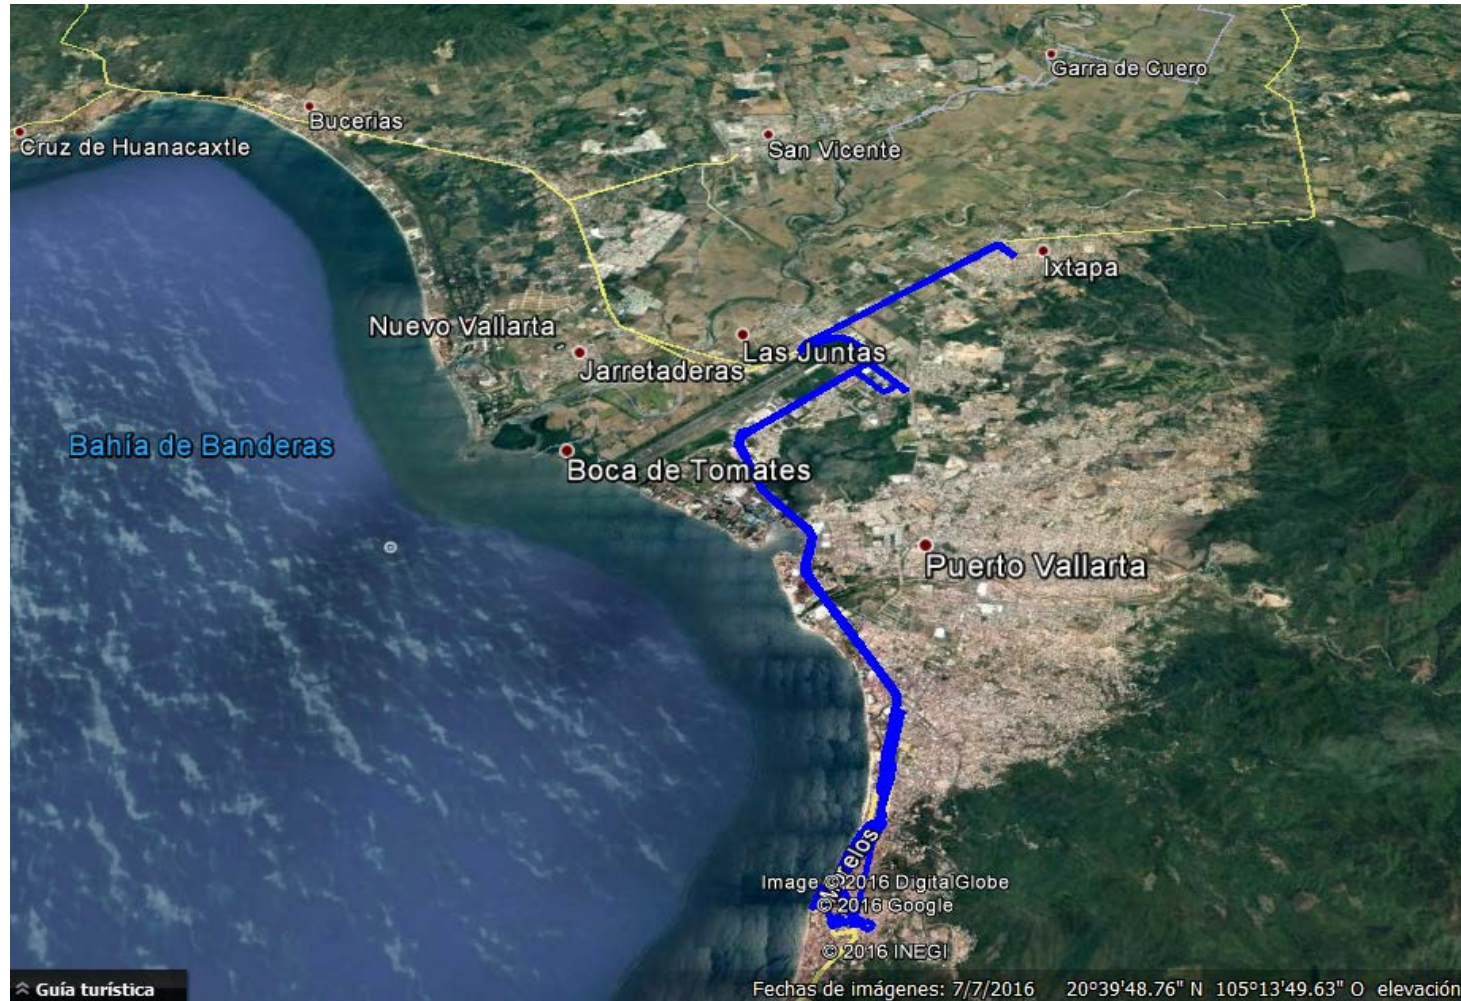 Garra de Cuero
Bucerias
Cruz de Huanacaxtle
San Vicente
Ixtapa
Nuevo Vallarta
Las Juntas
Jarretaderas
Bahía de Banderas
Boca de Tomates
Puerto Vallarta
Morelos
Image © 2016 DigitalGlobe
© 2016 Google
© 2016 INEGI
Guía turística
Fechas de imágenes: 7/7/2016 20°39'48.76" N 105°13'49.63" O elevación